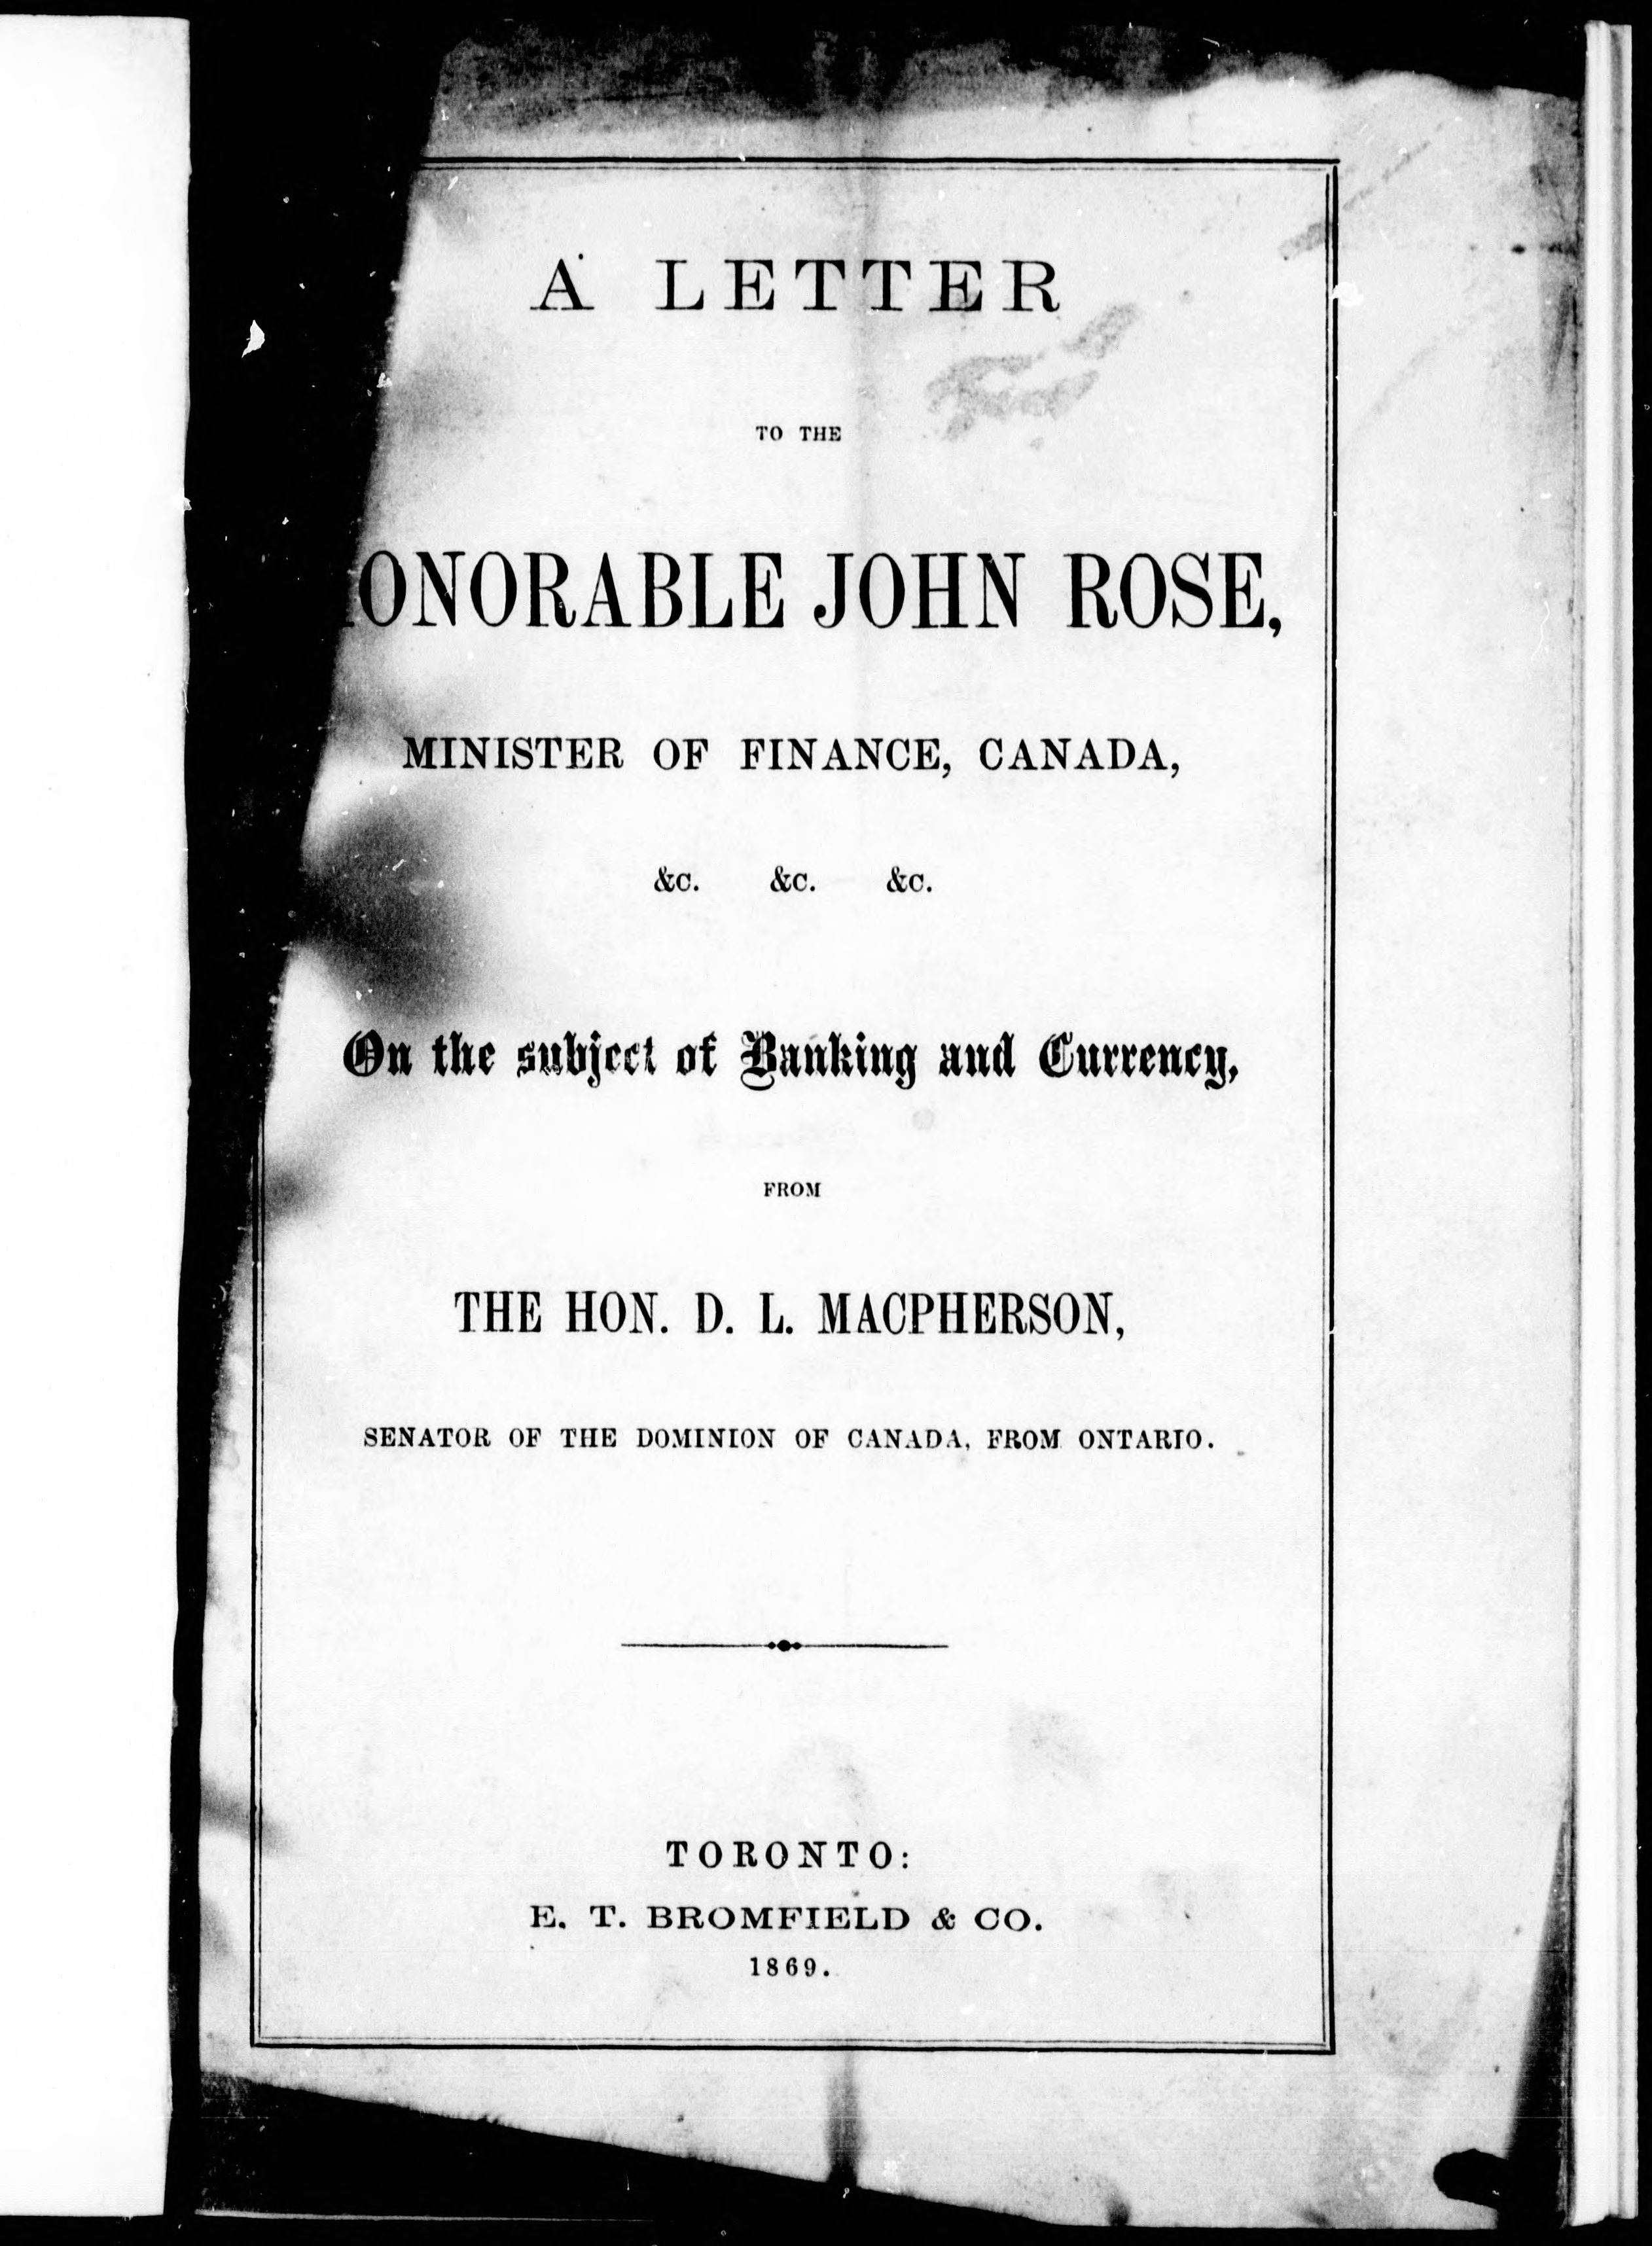 A LETTER
TO THE
HONORABLE JOHN ROSE,
MINISTER OF FINANCE, CANADA,
&C. &C. &C.
On the subject of Banking and Currency,
FROM
THE HON. D. L. MACPHERSON,
SENATOR OF THE DOMINION OF CANADA, FROM ONTARIO.
TORONTO:
E. T. BROMFIELD & CO.
1869.